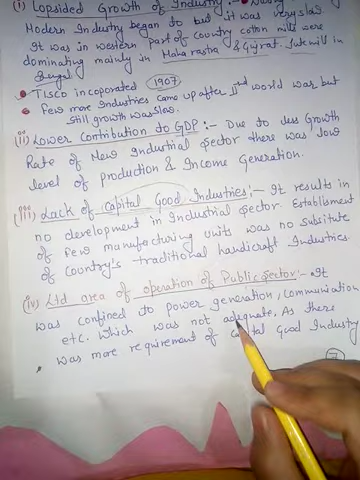 (i) Lopsided Growth of Industry :-
Modern Industry began to but it was very slow
It was in western part of country cotton mill were
dominating mainly in Maharastra & Gujrat. Jute mill in
Bengal
TISCO incoporated (1907)
Few more Industries came up after IInd world war but
still growth was slow.
(ii) Lower Contribution to GDP :- Due to less Growth
Rate of New Industrial sector there was low
level of production & Income Generation.
(iii) Lack of capital Good Industries :- It results in
no development in Industrial sector. Establisment
of few manufacturing units was no subsitute
of Country's traditional handicraft Industries.
(iv) Ltd area of operation of Public Sector :- It
was confined to power generation, Communication
etc. which was not adequate. As there
was more requirement of Capital Good Industry
7